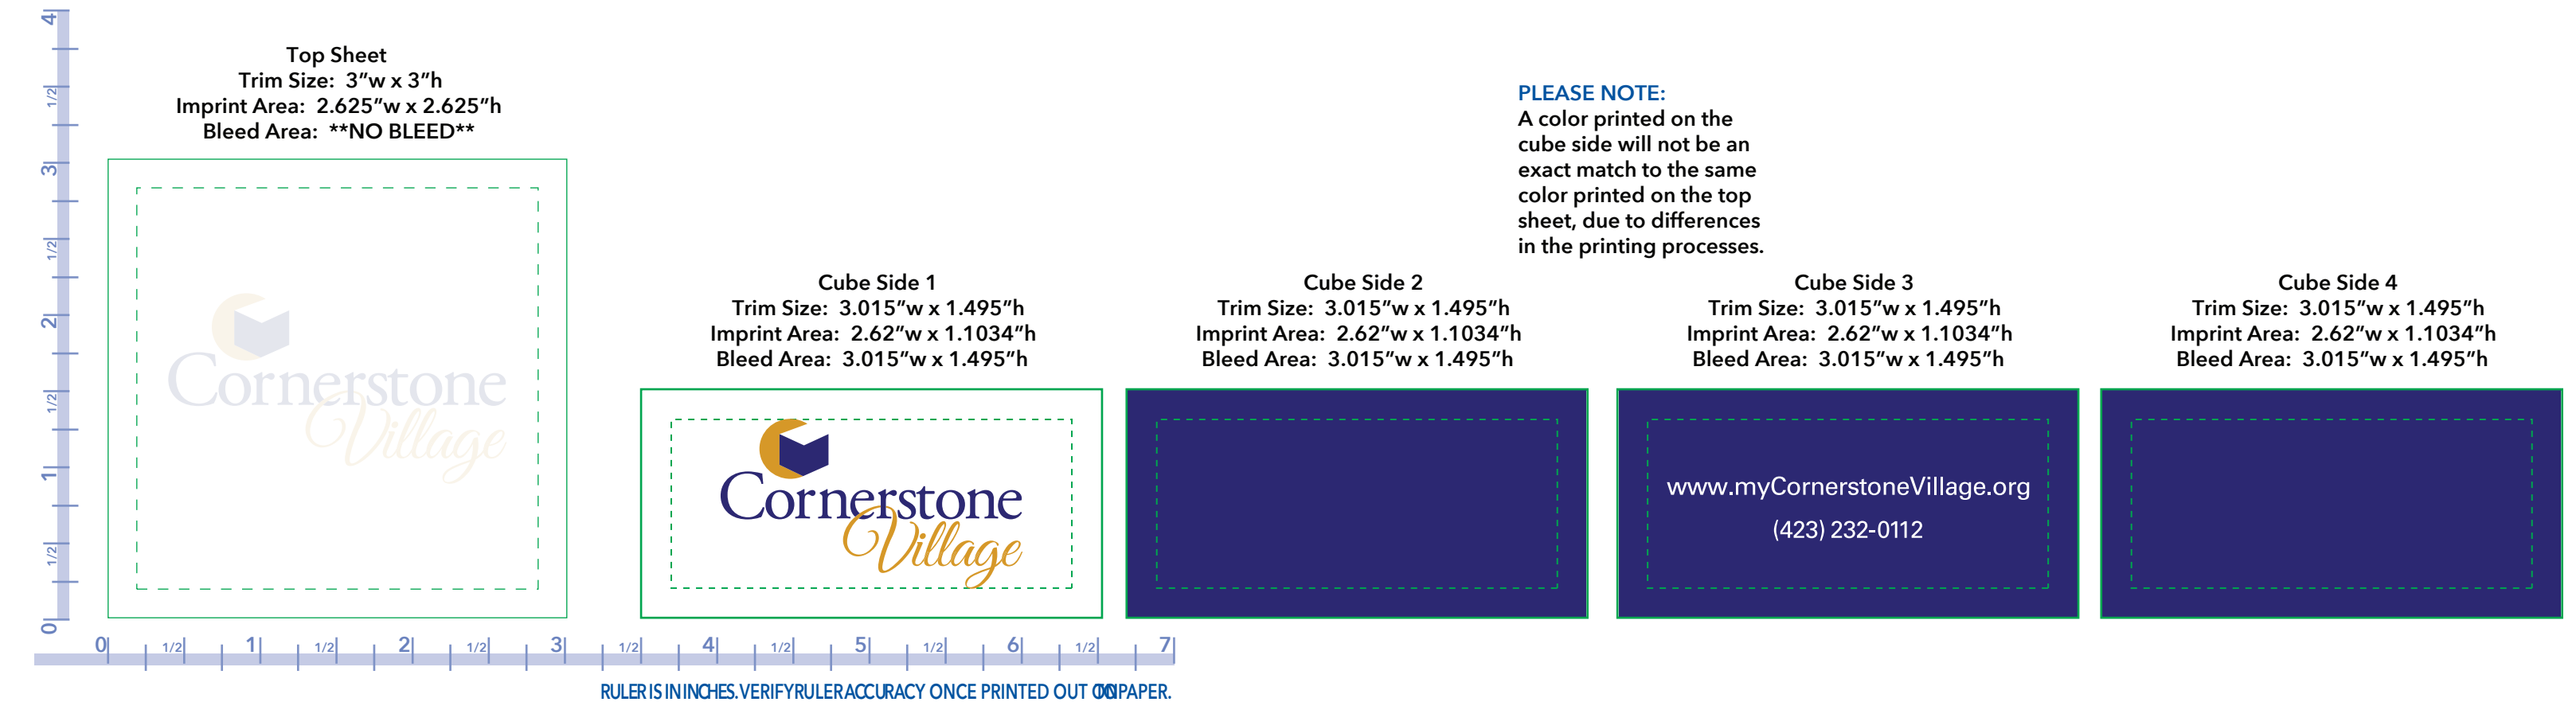 Top Sheet
Trim Size: 3"w x 3"h
Imprint Area: 2.625"w x 2.625"h
Bleed Area: **NO BLEED**
Cornerstone
Village
PLEASE NOTE:
A color printed on the
cube side will not be an
exact match to the same
color printed on the top
sheet, due to differences
in the printing processes.
Cube Side 1
Trim Size: 3.015"w x 1.495"h
Imprint Area: 2.62"w x 1.1034"h
Bleed Area: 3.015"w x 1.495"h
Cornerstone
Village
Cube Side 2
Trim Size: 3.015"w x 1.495"h
Imprint Area: 2.62"w x 1.1034"h
Bleed Area: 3.015"w x 1.495"h
Cube Side 3
Trim Size: 3.015"w x 1.495"h
Imprint Area: 2.62"w x 1.1034"h
Bleed Area: 3.015"w x 1.495"h
www.myCornerstoneVillage.org
(423) 232-0112
Cube Side 4
Trim Size: 3.015"w x 1.495"h
Imprint Area: 2.62"w x 1.1034"h
Bleed Area: 3.015"w x 1.495"h
4 1/2 3 1/2 2 1/2 1 1/2 0
0 1/2 1 1/2 2 1/2 3 1/2 4 1/2 5 1/2 6 1/2 7
RULER IS IN INCHES. VERIFY RULER ACCURACY ONCE PRINTED OUT PAPER.